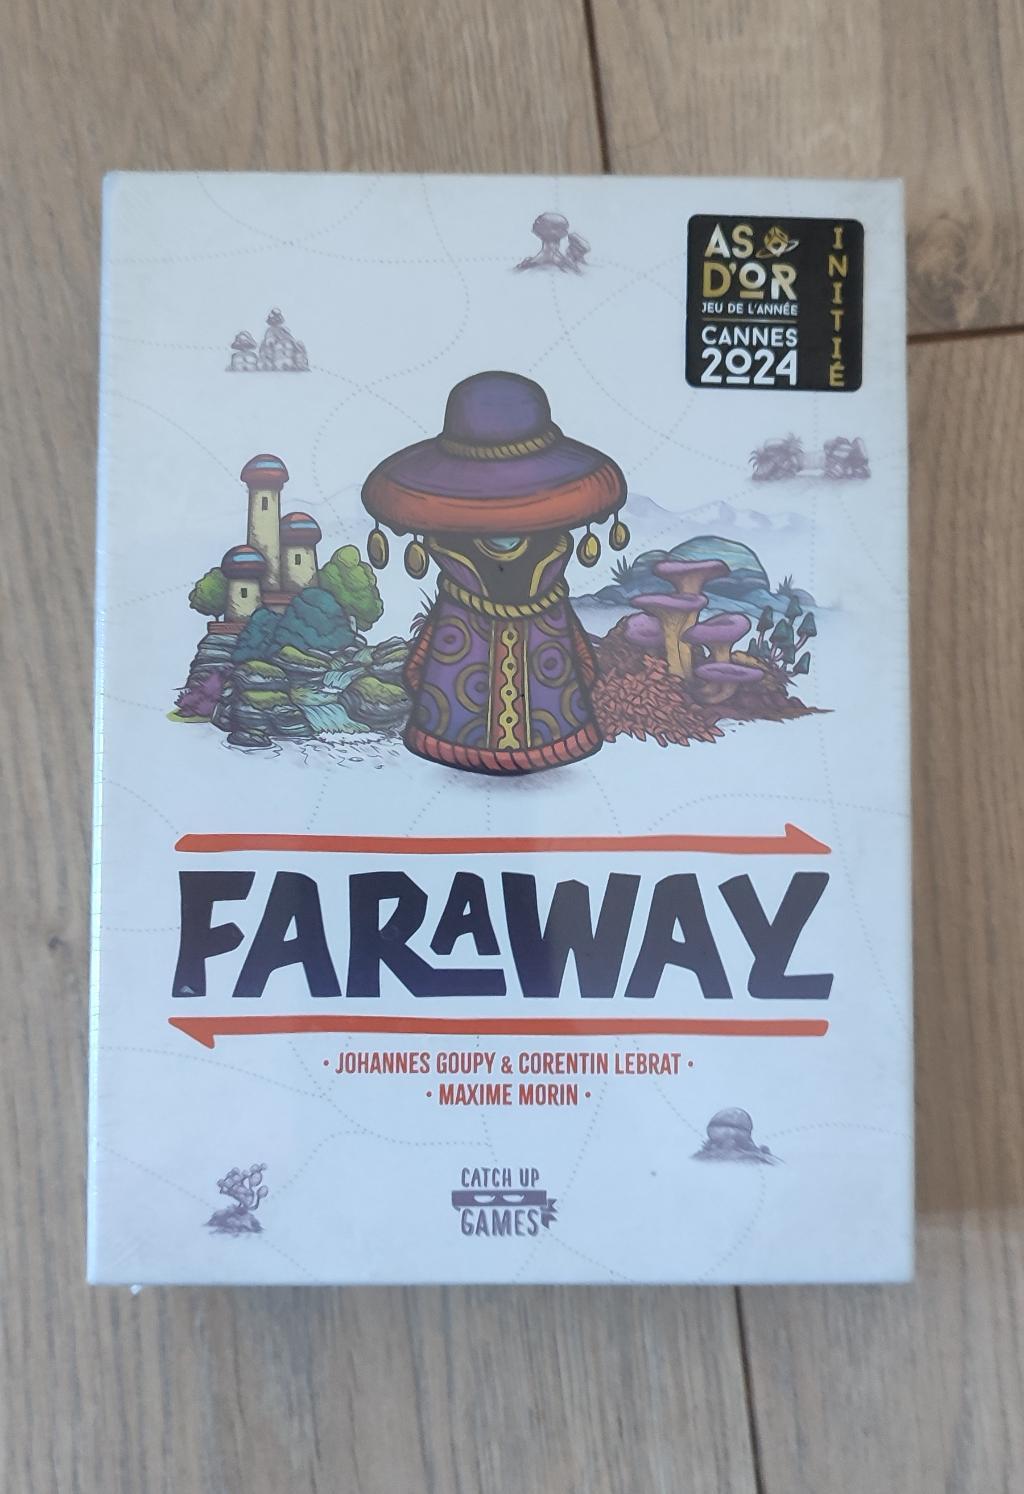 AS
D'OR
JEU DE L'ANNÉE
CANNES
2024
INITIÉ
FARAWAY
· JOHANNES GOUPY & CORENTIN LEBRAT ·
· MAXIME MORIN ·
CATCH UP
GAMES